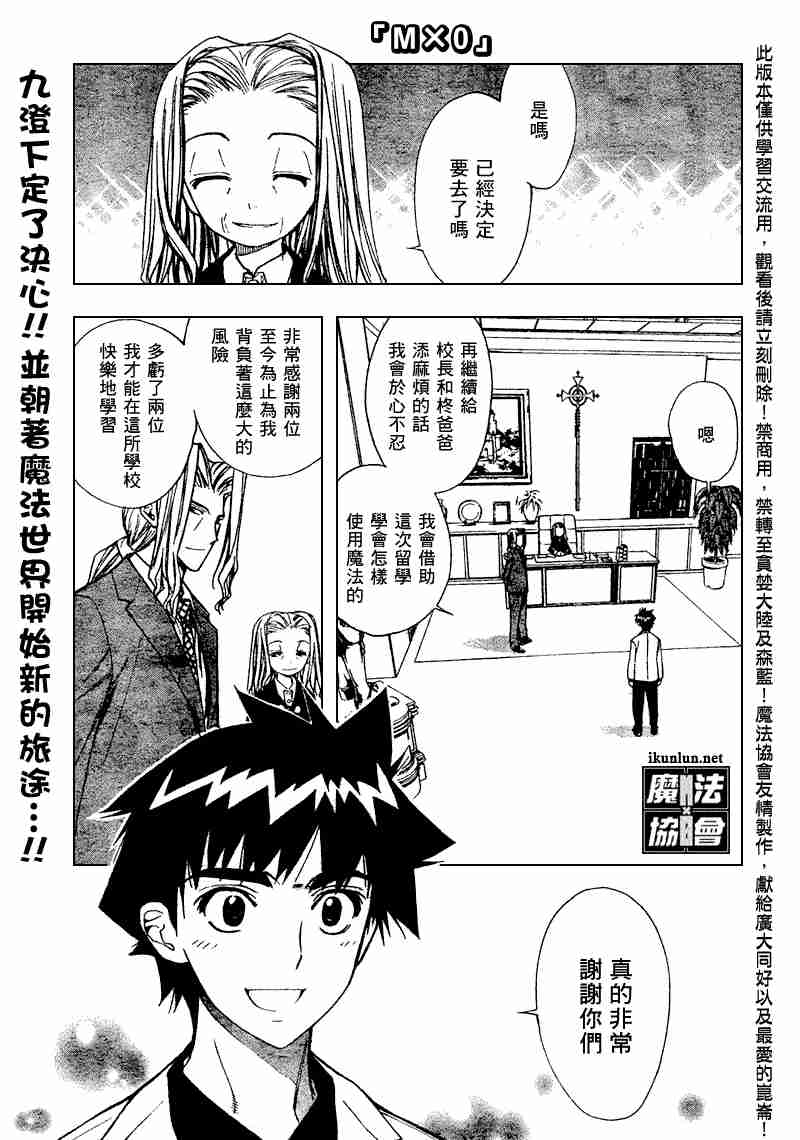 『M×0』
此版本僅供學習交流用，觀看後請立刻刪除！禁商用，禁轉至貪婪大陸及森藍！魔法協會友情製作，獻給廣大同好以及最愛的崑崙！
是嗎
已經決定
要去了嗎
九澄下定了決心!!並朝著魔法世界開始新的旅途…!!
嗯
再繼續給
校長和柊爸爸
添麻煩的話
我會於心不忍
我會借助
這次留學
學會怎樣
使用魔法的
非常感謝兩位
至今為止為我
背負著這麼大的
風險
多虧了兩位
我才能在這所學校
快樂地學習
ikunlun.net
魔法
M×0
協會
真的非常
謝謝你們